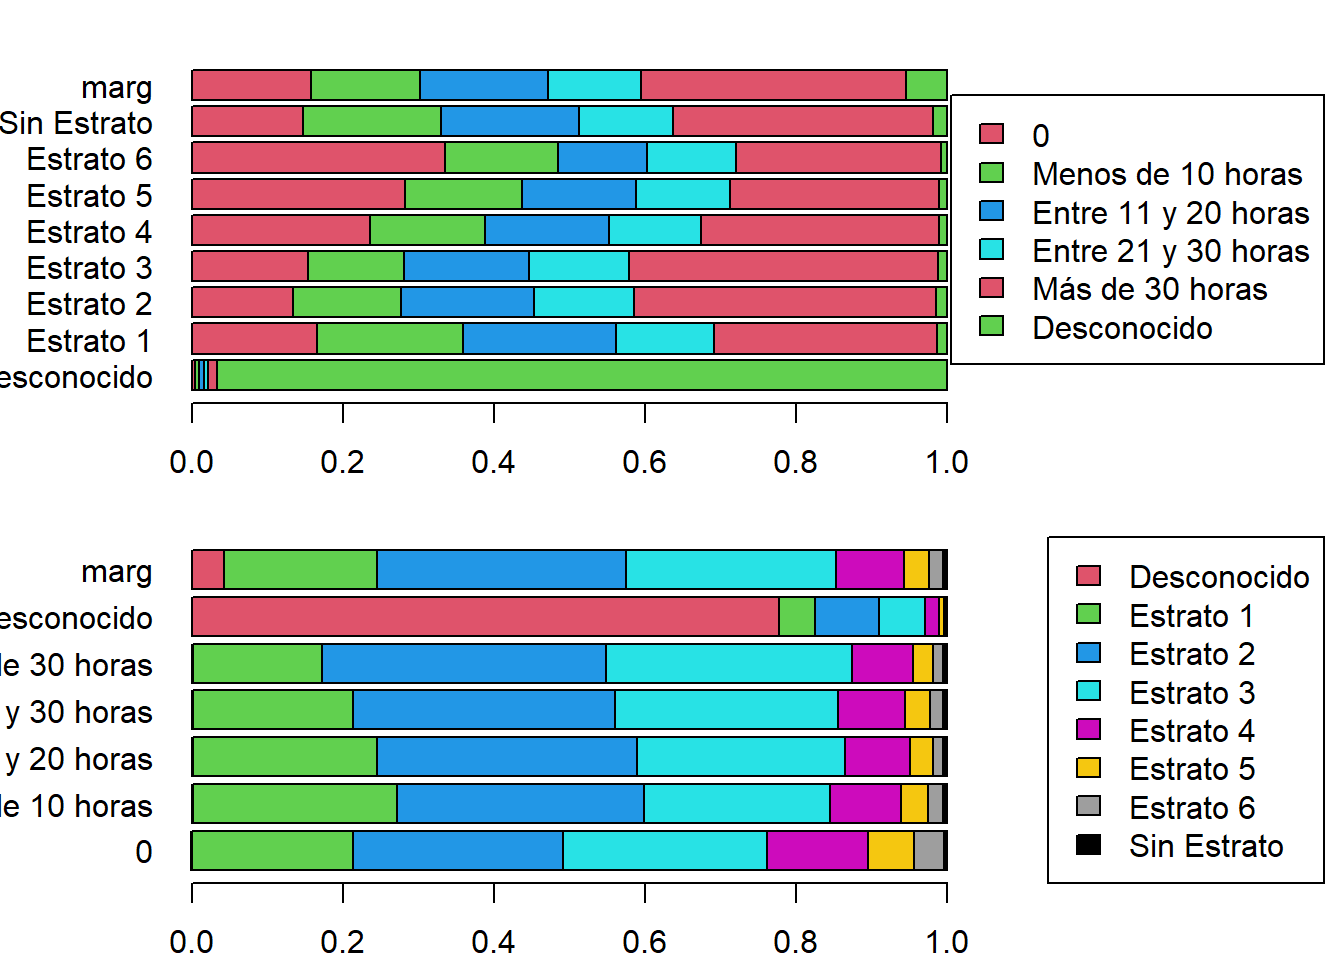 marg
Sin Estrato
Estrato 6
Estrato 5
Estrato 4
Estrato 3
Estrato 2
Estrato 1
esconocido
0.0 0.2 0.4 0.6 0.8 1.0
0
Menos de 10 horas
Entre 11 y 20 horas
Entre 21 y 30 horas
Más de 30 horas
Desconocido
marg
esconocido
de 30 horas
y 30 horas
y 20 horas
de 10 horas
0
0.0 0.2 0.4 0.6 0.8 1.0
Desconocido
Estrato 1
Estrato 2
Estrato 3
Estrato 4
Estrato 5
Estrato 6
Sin Estrato